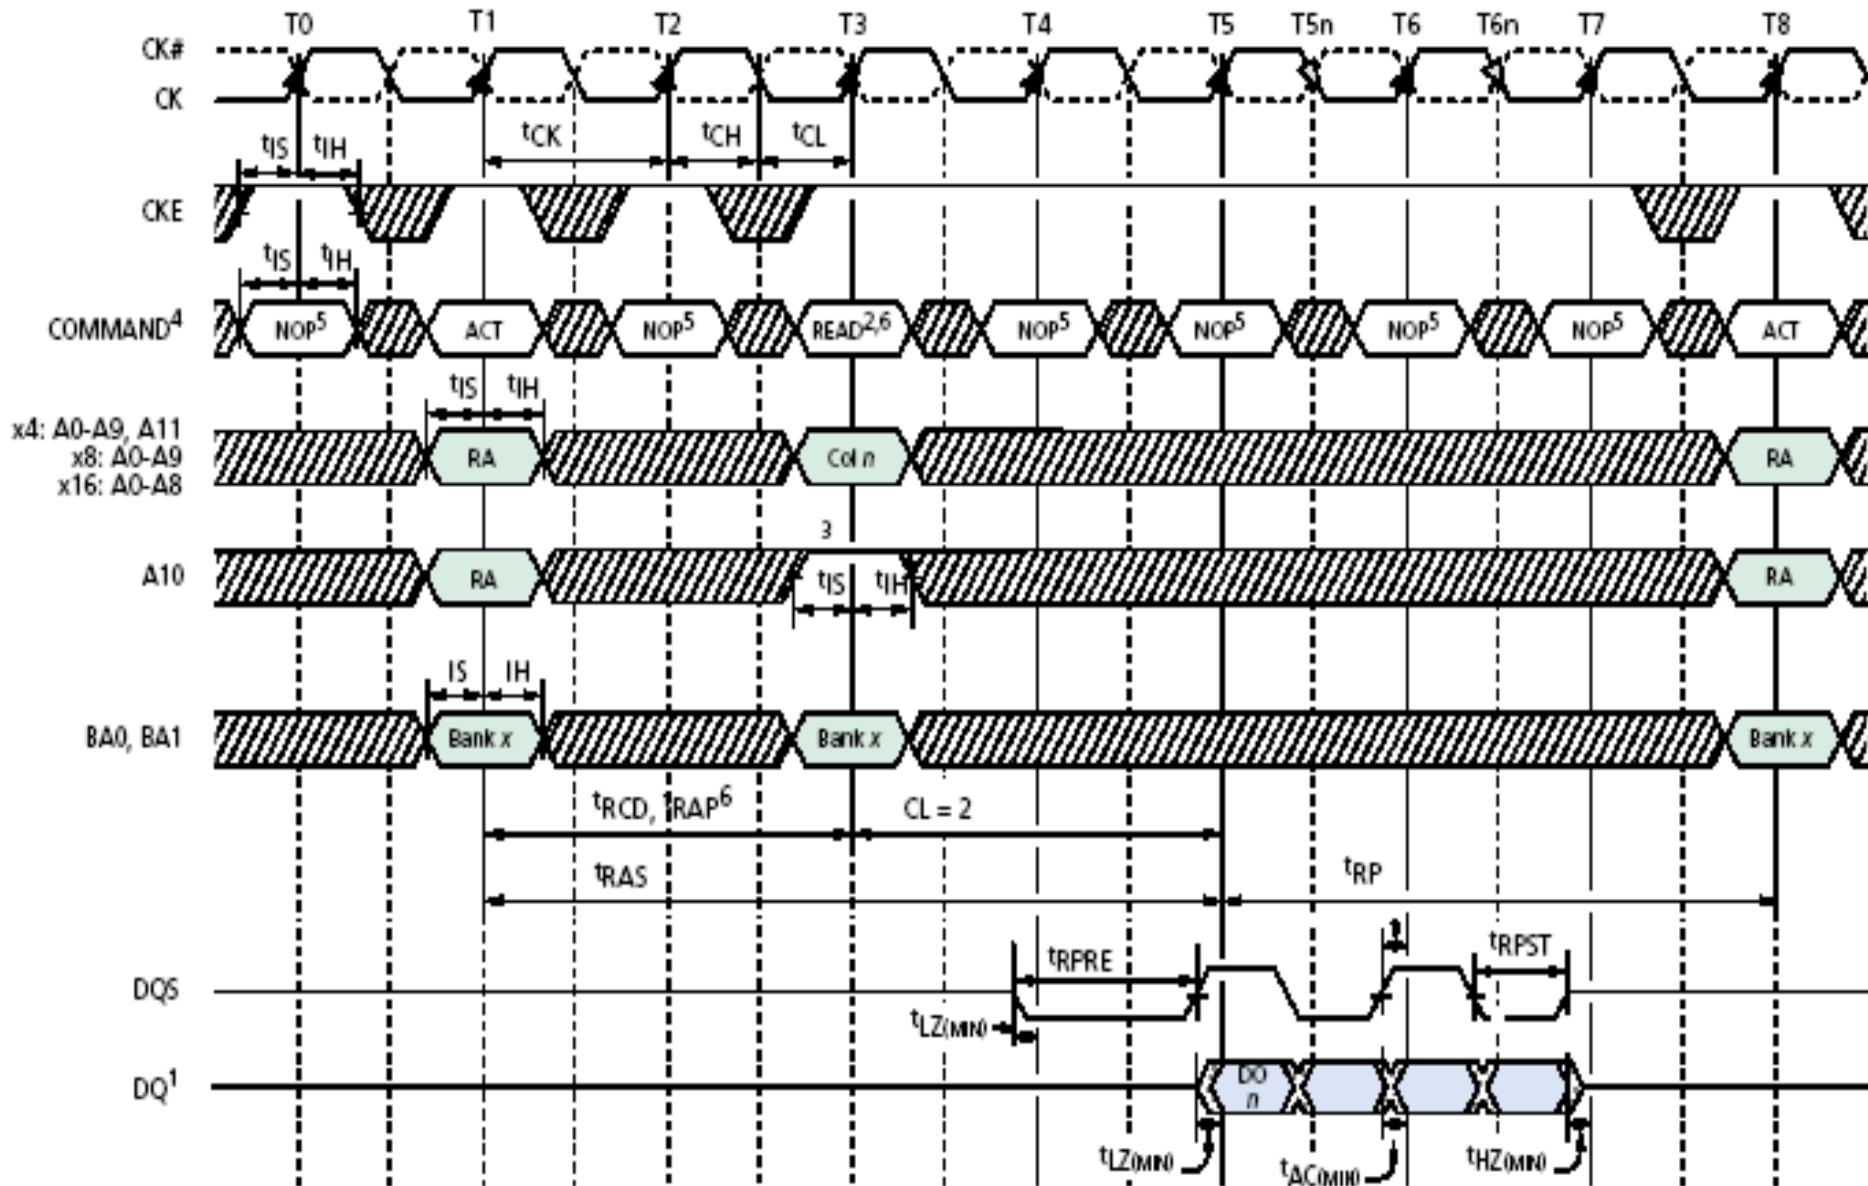 T0 T1 T2 T3 T4 T5 T5n T6 T6n T7 T8
CK#
CK
tIS tIH tCK tCH tCL
CKE
tIS tIH
COMMAND4 NOP5 ACT NOP5 READ2,6 NOP5 NOP5 NOP5 NOP5 ACT
tIS tIH
x4: A0-A9, A11
x8: A0-A9
x16: A0-A8
RA Col n RA
3
A10 RA tIS tIH RA
IS IH
BA0, BA1 Bank x Bank x Bank x
tRCD, tRAP6 CL = 2
tRAS tRP
tRPRE tRPST
DQS
tLZ(MIN)
DQ1 DO
n
tLZ(MIN) tAC(MIN) tHZ(MIN)